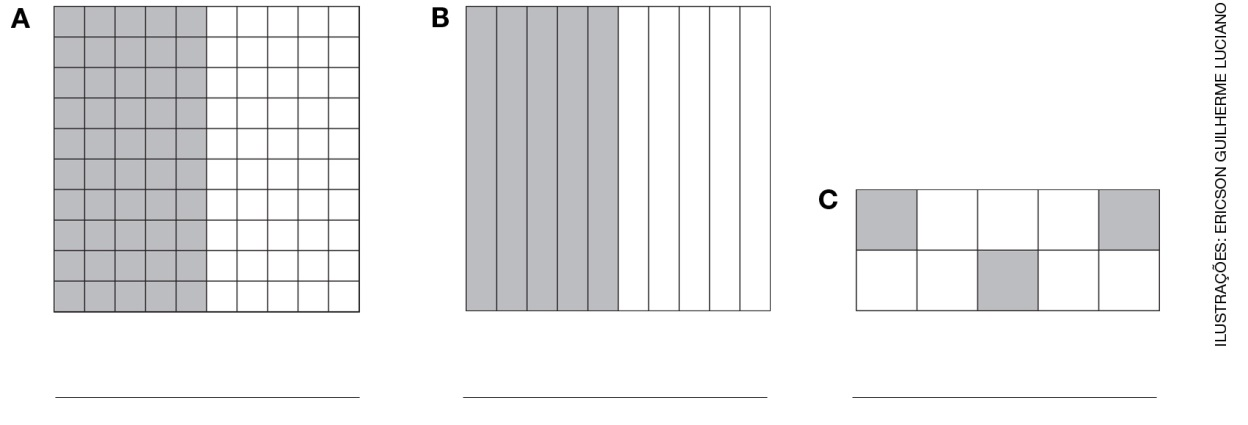 A
B
C
ILUSTRAÇÕES: ERICSON GUILHERME LUCIANO